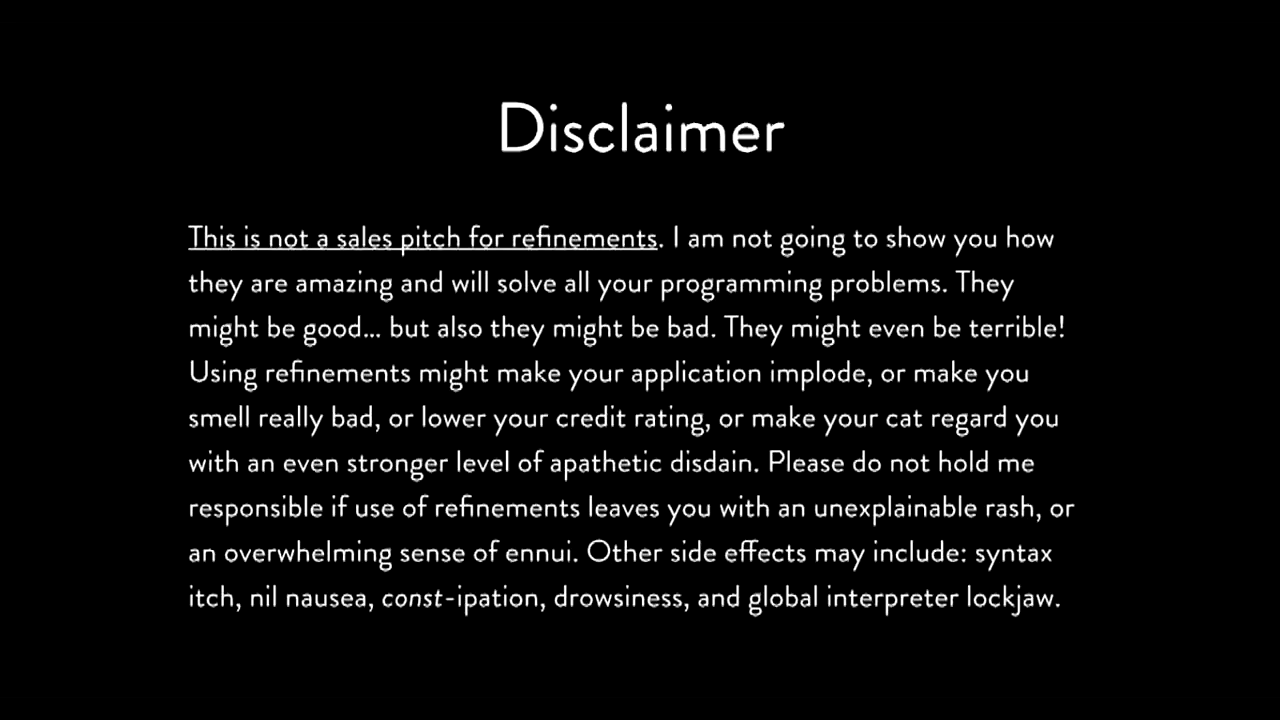 Disclaimer
This is not a sales pitch for refinements. I am not going to show you how
they are amazing and will solve all your programming problems. They
might be good... but also they might be bad. They might even be terrible!
Using refinements might make your application implode, or make you
smell really bad, or lower your credit rating, or make your cat regard you
with an even stronger level of apathetic disdain. Please do not hold me
responsible if use of refinements leaves you with an unexplainable rash, or
an overwhelming sense of ennui. Other side effects may include: syntax
itch, nil nausea, const-ipation, drowsiness, and global interpreter lockjaw.